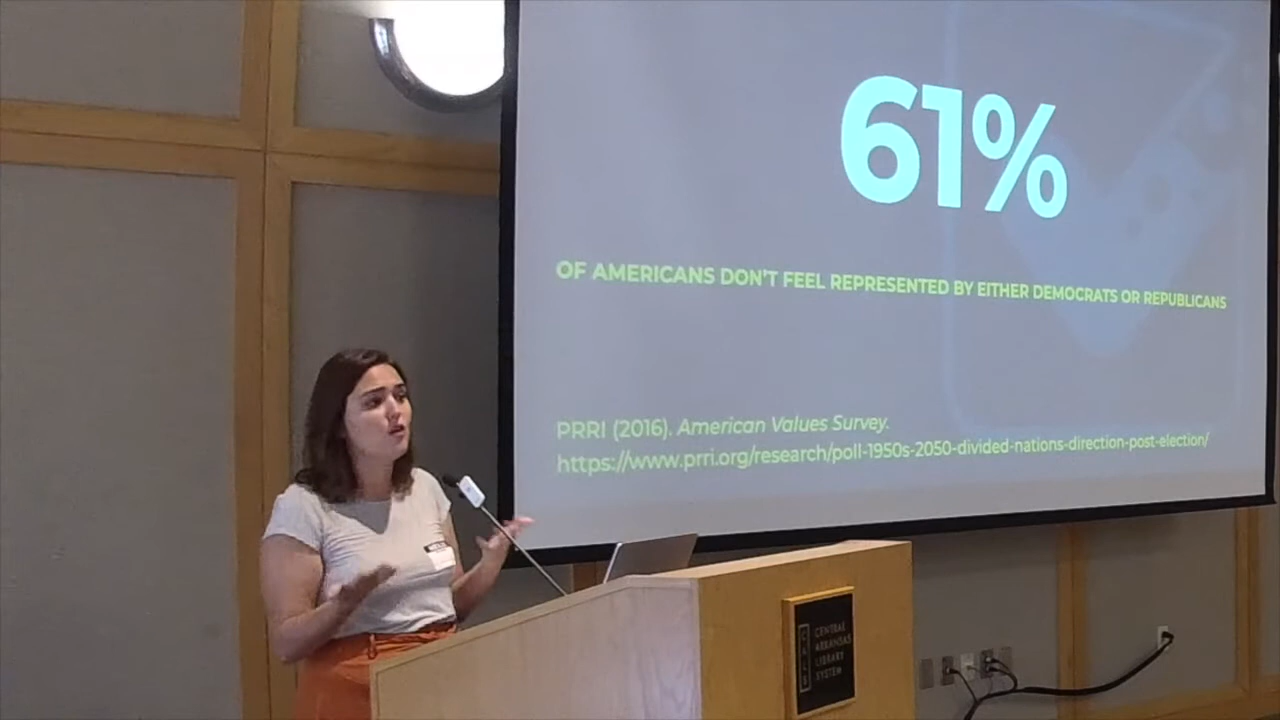 61%
OF AMERICANS DON'T FEEL REPRESENTED BY EITHER DEMOCRATS OR REPUBLICANS
PRRI (2016). American Values Survey.
https://www.prri.org/research/poll-1950s-2050-divided-nations-direction-post-election/
CALS
CENTRAL
ARKANSAS
LIBRARY
SYSTEM